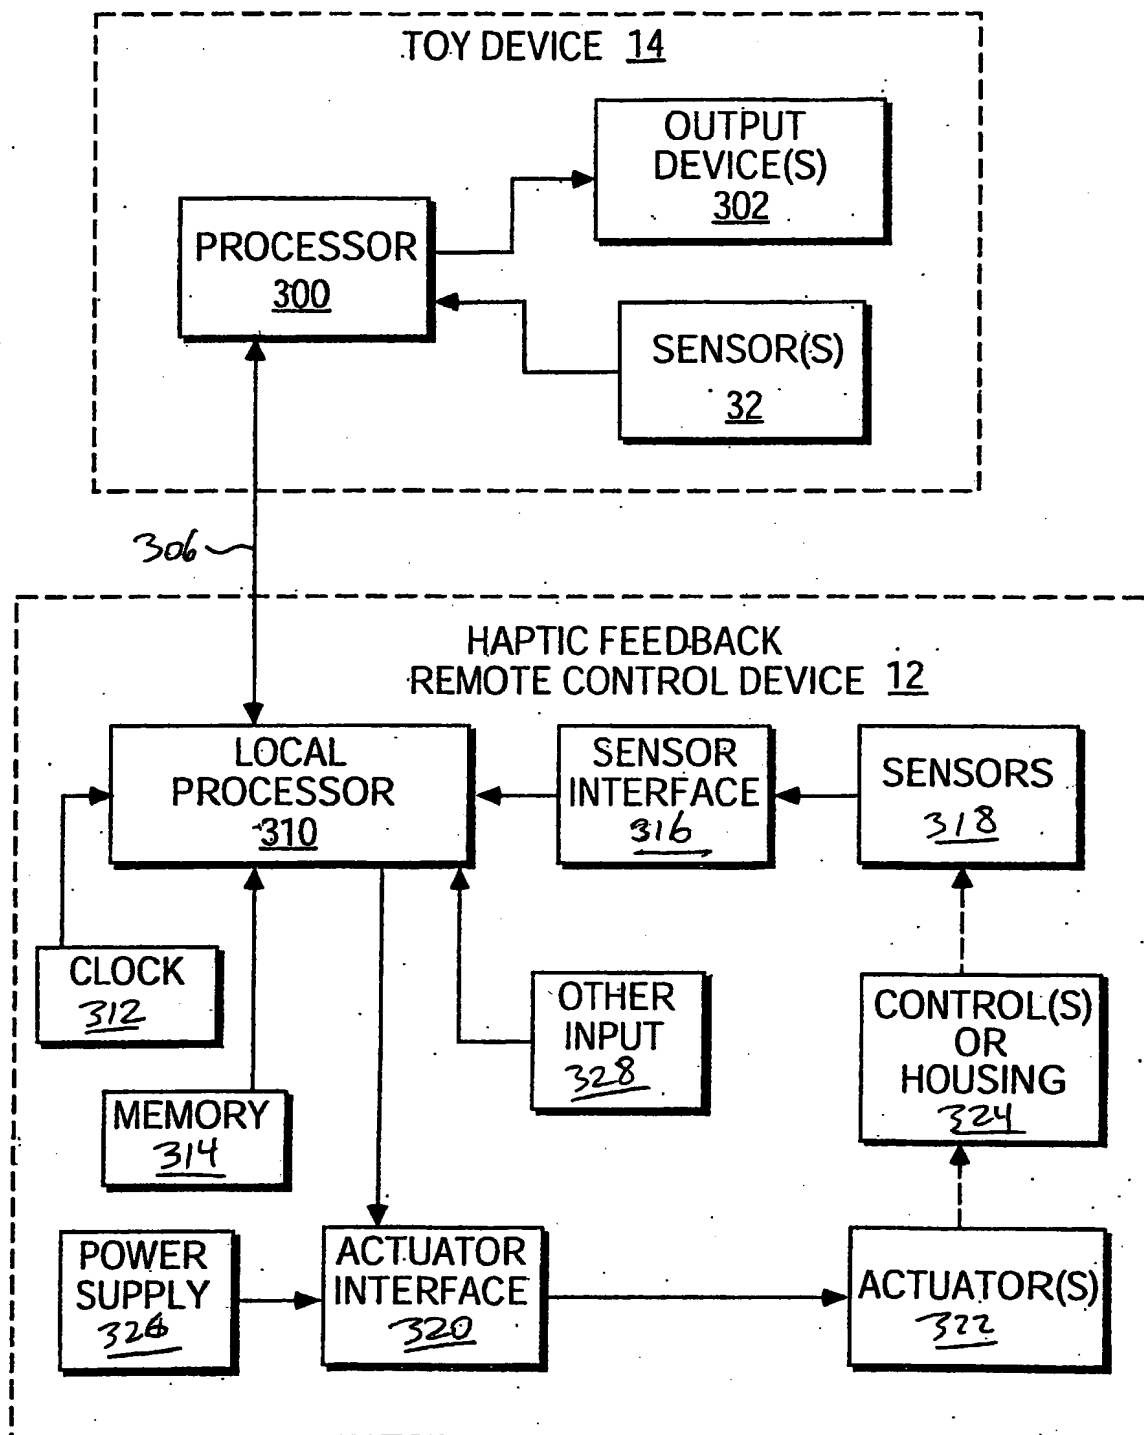 TOY DEVICE 14
OUTPUT
DEVICE(S)
302
PROCESSOR
300
SENSOR(S)
32
306
HAPTIC FEEDBACK
REMOTE CONTROL DEVICE 12
LOCAL
PROCESSOR
310
SENSOR
INTERFACE
316
SENSORS
318
CLOCK
312
OTHER
INPUT
328
CONTROL(S)
OR
HOUSING
324
MEMORY
314
POWER
SUPPLY
326
ACTUATOR
INTERFACE
320
ACTUATOR(S)
322